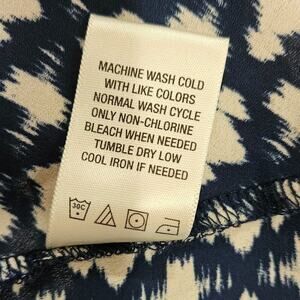 MACHINE WASH COLD
WITH LIKE COLORS
NORMAL WASH CYCLE
ONLY NON-CHLORINE
BLEACH WHEN NEEDED
TUMBLE DRY LOW
COOL IRON IF NEEDED
30C